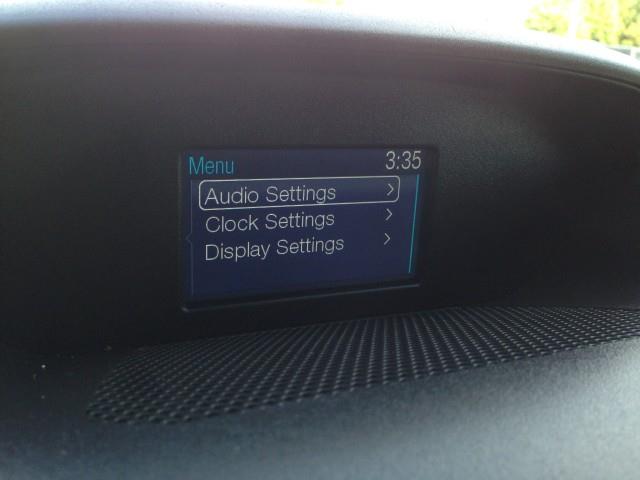 Menu 3:35
Audio Settings >
Clock Settings >
Display Settings >